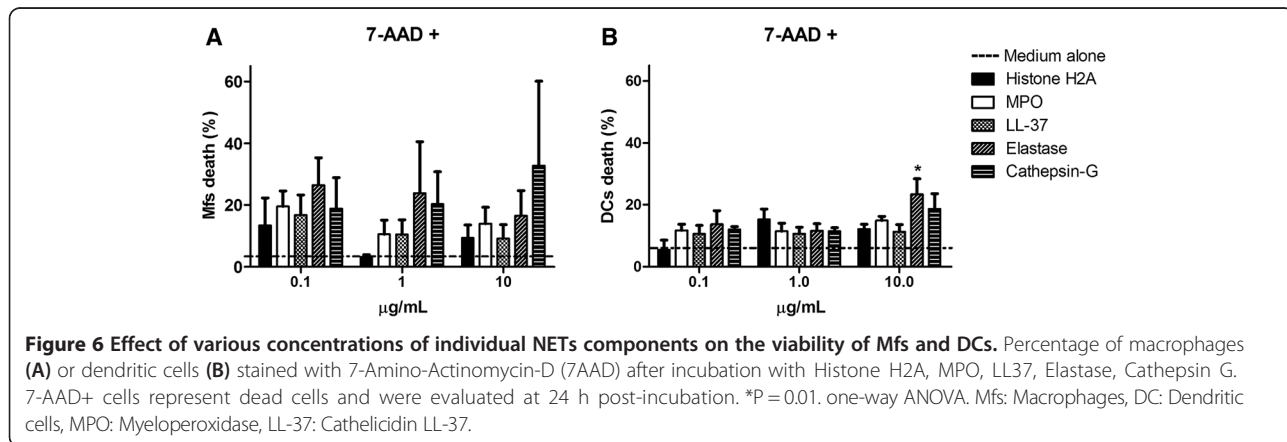 A
7-AAD +
Mfs death (%)
60
40
20
0
0.1
1
10
μg/mL
B
7-AAD +
DCs death (%)
60
40
20
0
*
0.1
1.0
10.0
μg/mL
Medium alone
Histone H2A
MPO
LL-37
Elastase
Cathepsin-G
Figure 6 Effect of various concentrations of individual NETs components on the viability of Mfs and DCs. Percentage of macrophages
(A) or dendritic cells (B) stained with 7-Amino-Actinomycin-D (7AAD) after incubation with Histone H2A, MPO, LL37, Elastase, Cathepsin G.
7-AAD+ cells represent dead cells and were evaluated at 24 h post-incubation. *P = 0.01. one-way ANOVA. Mfs: Macrophages, DC: Dendritic
cells, MPO: Myeloperoxidase, LL-37: Cathelicidin LL-37.